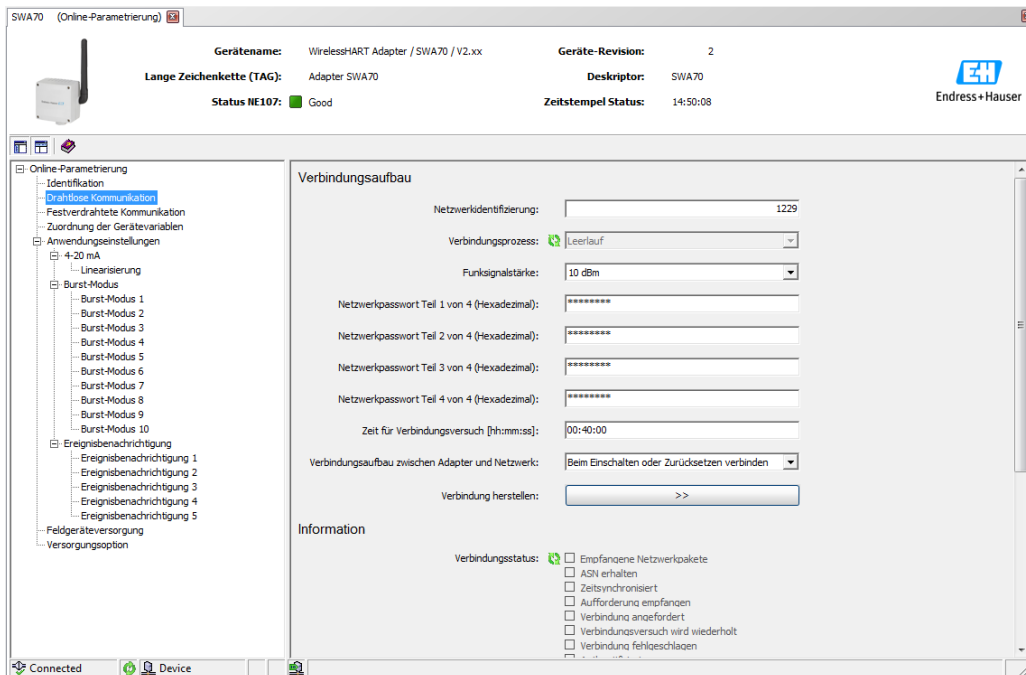 SWA70 (Online-Parametrierung)
Gerätename: WirelessHART Adapter / SWA70 / V2.xx Geräte-Revision: 2
Lange Zeichenkette (TAG): Adapter SWA70 Deskriptor: SWA70
Status NE107: Good Zeitstempel Status: 14:50:08
EH
Endress+Hauser
Online-Parametrierung
Identifikation
Drahtlose Kommunikation
Festverdrahtete Kommunikation
Zuordnung der Gerätevariablen
Anwendungseinstellungen
4-20 mA
Linearisierung
Burst-Modus
Burst-Modus 1
Burst-Modus 2
Burst-Modus 3
Burst-Modus 4
Burst-Modus 5
Burst-Modus 6
Burst-Modus 7
Burst-Modus 8
Burst-Modus 9
Burst-Modus 10
Ereignisbenachrichtigung
Ereignisbenachrichtigung 1
Ereignisbenachrichtigung 2
Ereignisbenachrichtigung 3
Ereignisbenachrichtigung 4
Ereignisbenachrichtigung 5
Feldgeräteversorgung
Versorgungsoption
Verbindungsaufbau
Netzwerkidentifizierung: 1229
Verbindungsprozess: Leerlauf
Funksignalstärke: 10 dBm
Netzwerkpasswort Teil 1 von 4 (Hexadezimal): ********
Netzwerkpasswort Teil 2 von 4 (Hexadezimal): ********
Netzwerkpasswort Teil 3 von 4 (Hexadezimal): ********
Netzwerkpasswort Teil 4 von 4 (Hexadezimal): ********
Zeit für Verbindungsversuch [hh:mm:ss]: 00:40:00
Verbindungsaufbau zwischen Adapter und Netzwerk: Beim Einschalten oder Zurücksetzen verbinden
Verbindung herstellen: >>
Information
Verbindungsstatus: Empfangene Netzwerkpakete
ASN erhalten
Zeitsynchronisiert
Aufforderung empfangen
Verbindung angefordert
Verbindungsversuch wird wiederholt
Verbindung fehlgeschlagen
Connected Device